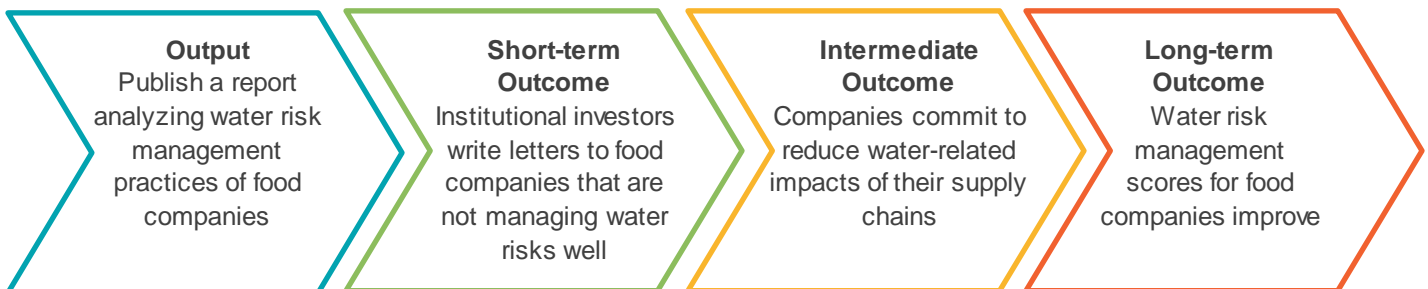 Output
Publish a report
analyzing water risk
management
practices of food
companies
Short-term
Outcome
Institutional investors
write letters to food
companies that are
not managing water
risks well
Intermediate
Outcome
Companies commit to
reduce water-related
impacts of their supply
chains
Long-term
Outcome
Water risk
management
scores for food
companies improve